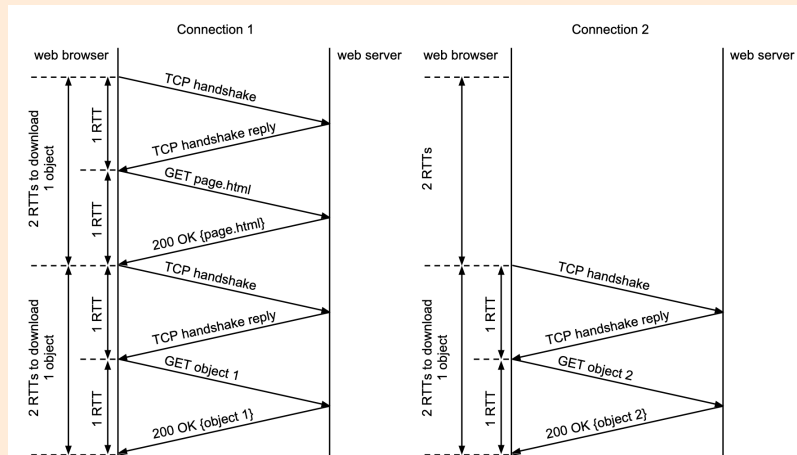 Connection 1
web browser
web server
TCP handshake
TCP handshake reply
GET page.html
200 OK {page.html}
TCP handshake
TCP handshake reply
GET object 1
200 OK {object 1}
2 RTTs to download
1 object
1 RTT
1 RTT
2 RTTs to download
1 object
1 RTT
1 RTT
Connection 2
web browser
web server
2 RTTs
TCP handshake
TCP handshake reply
GET object 2
200 OK {object 2}
2 RTTs to download
1 object
1 RTT
1 RTT